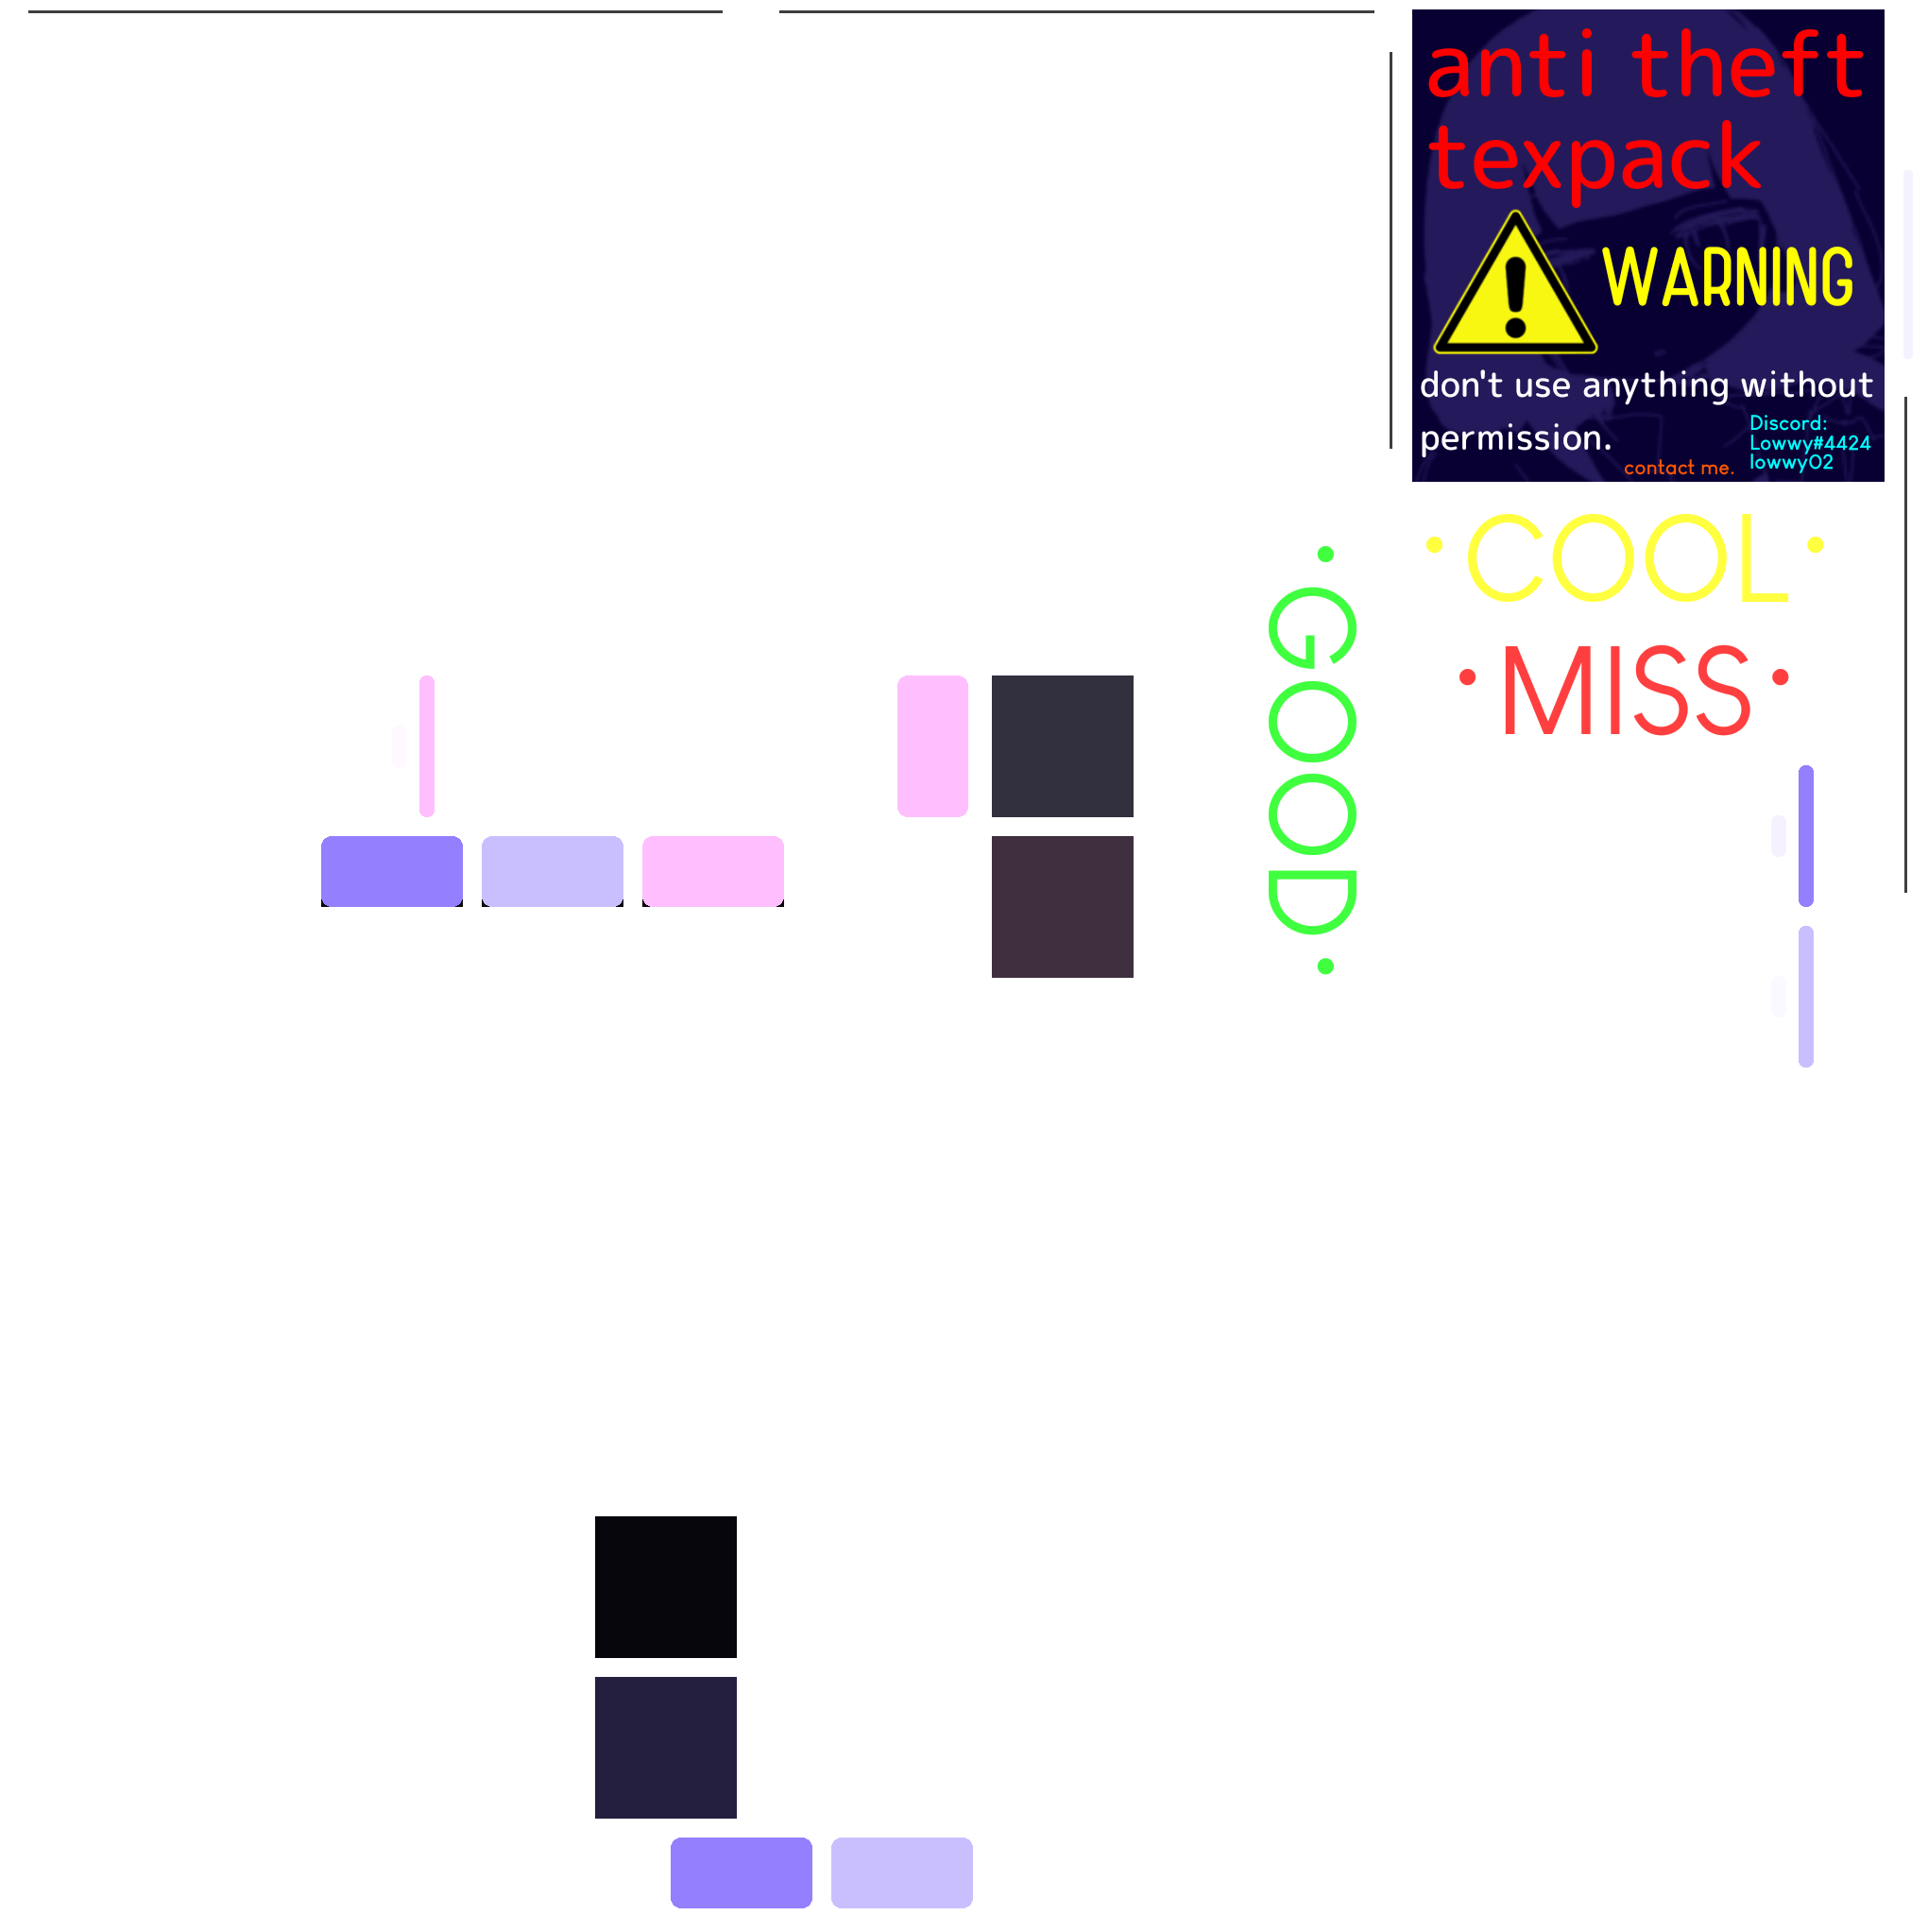 anti theft
texpack
WARNING
don't use anything without
permission.
contact me.
Discord:
Lowwy#4424
lowwy02
• COOL •
• MISS •
• GOOD •